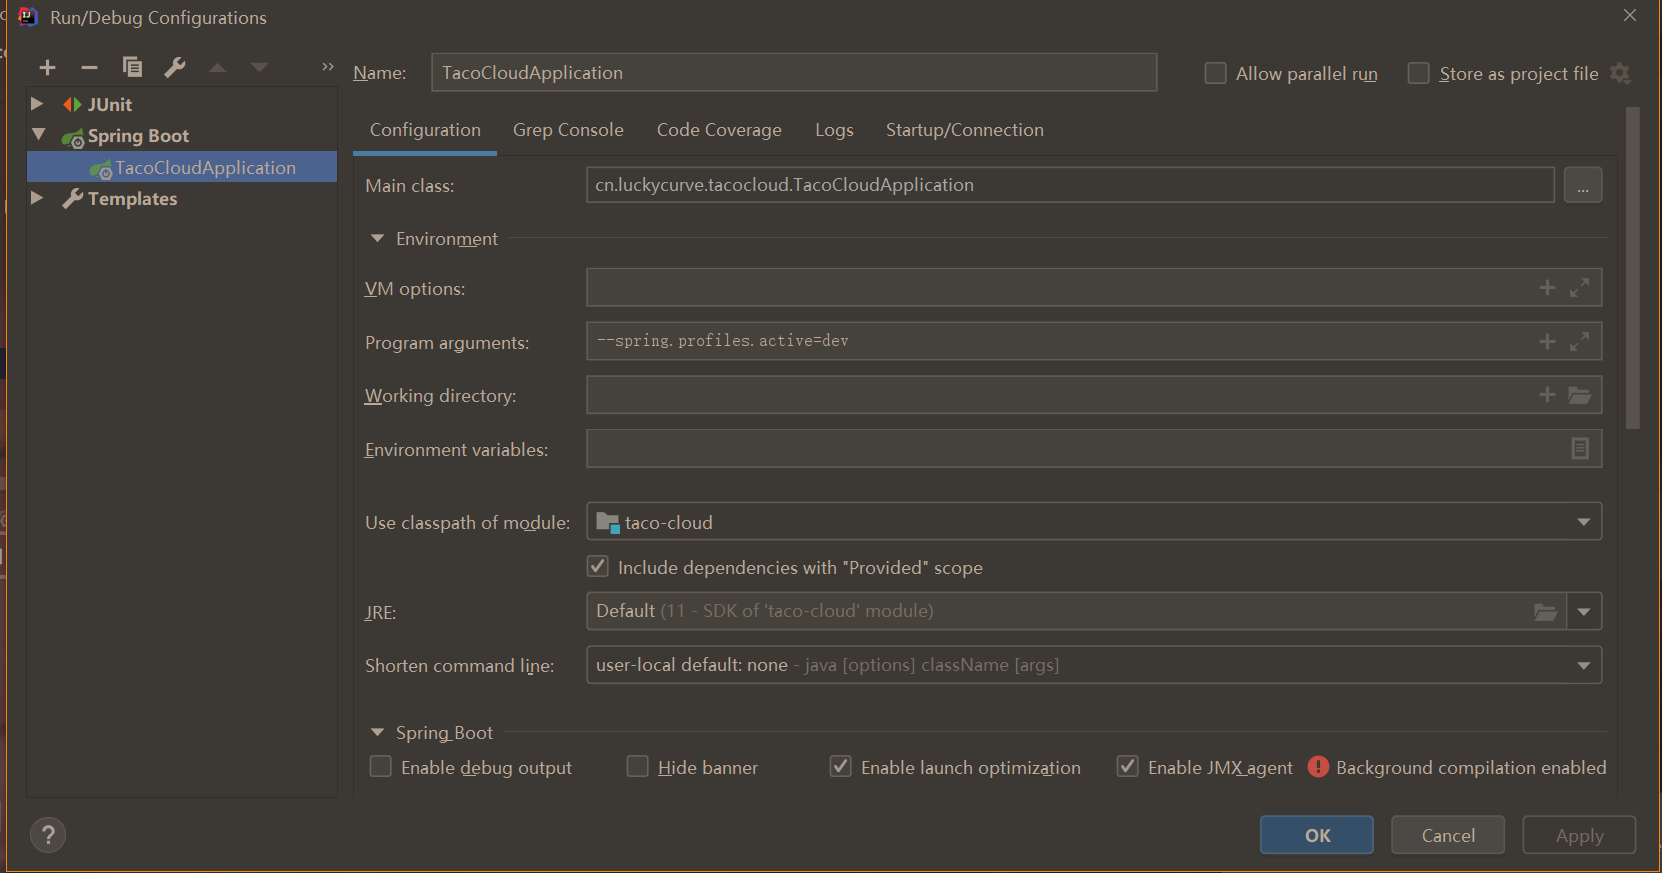 Run/Debug Configurations
Name: TacoCloudApplication Allow parallel run Store as project file
JUnit
Spring Boot
TacoCloudApplication
Templates
Configuration Grep Console Code Coverage Logs Startup/Connection
Main class: cn.luckycurve.tacocloud.TacoCloudApplication ...
Environment
VM options:
Program arguments: --spring.profiles.active=dev
Working directory:
Environment variables:
Use classpath of module: taco-cloud
Include dependencies with "Provided" scope
JRE: Default (11 - SDK of 'taco-cloud' module)
Shorten command line: user-local default: none - java [options] className [args]
Spring Boot
Enable debug output Hide banner Enable launch optimization Enable JMX agent Background compilation enabled
? OK Cancel Apply